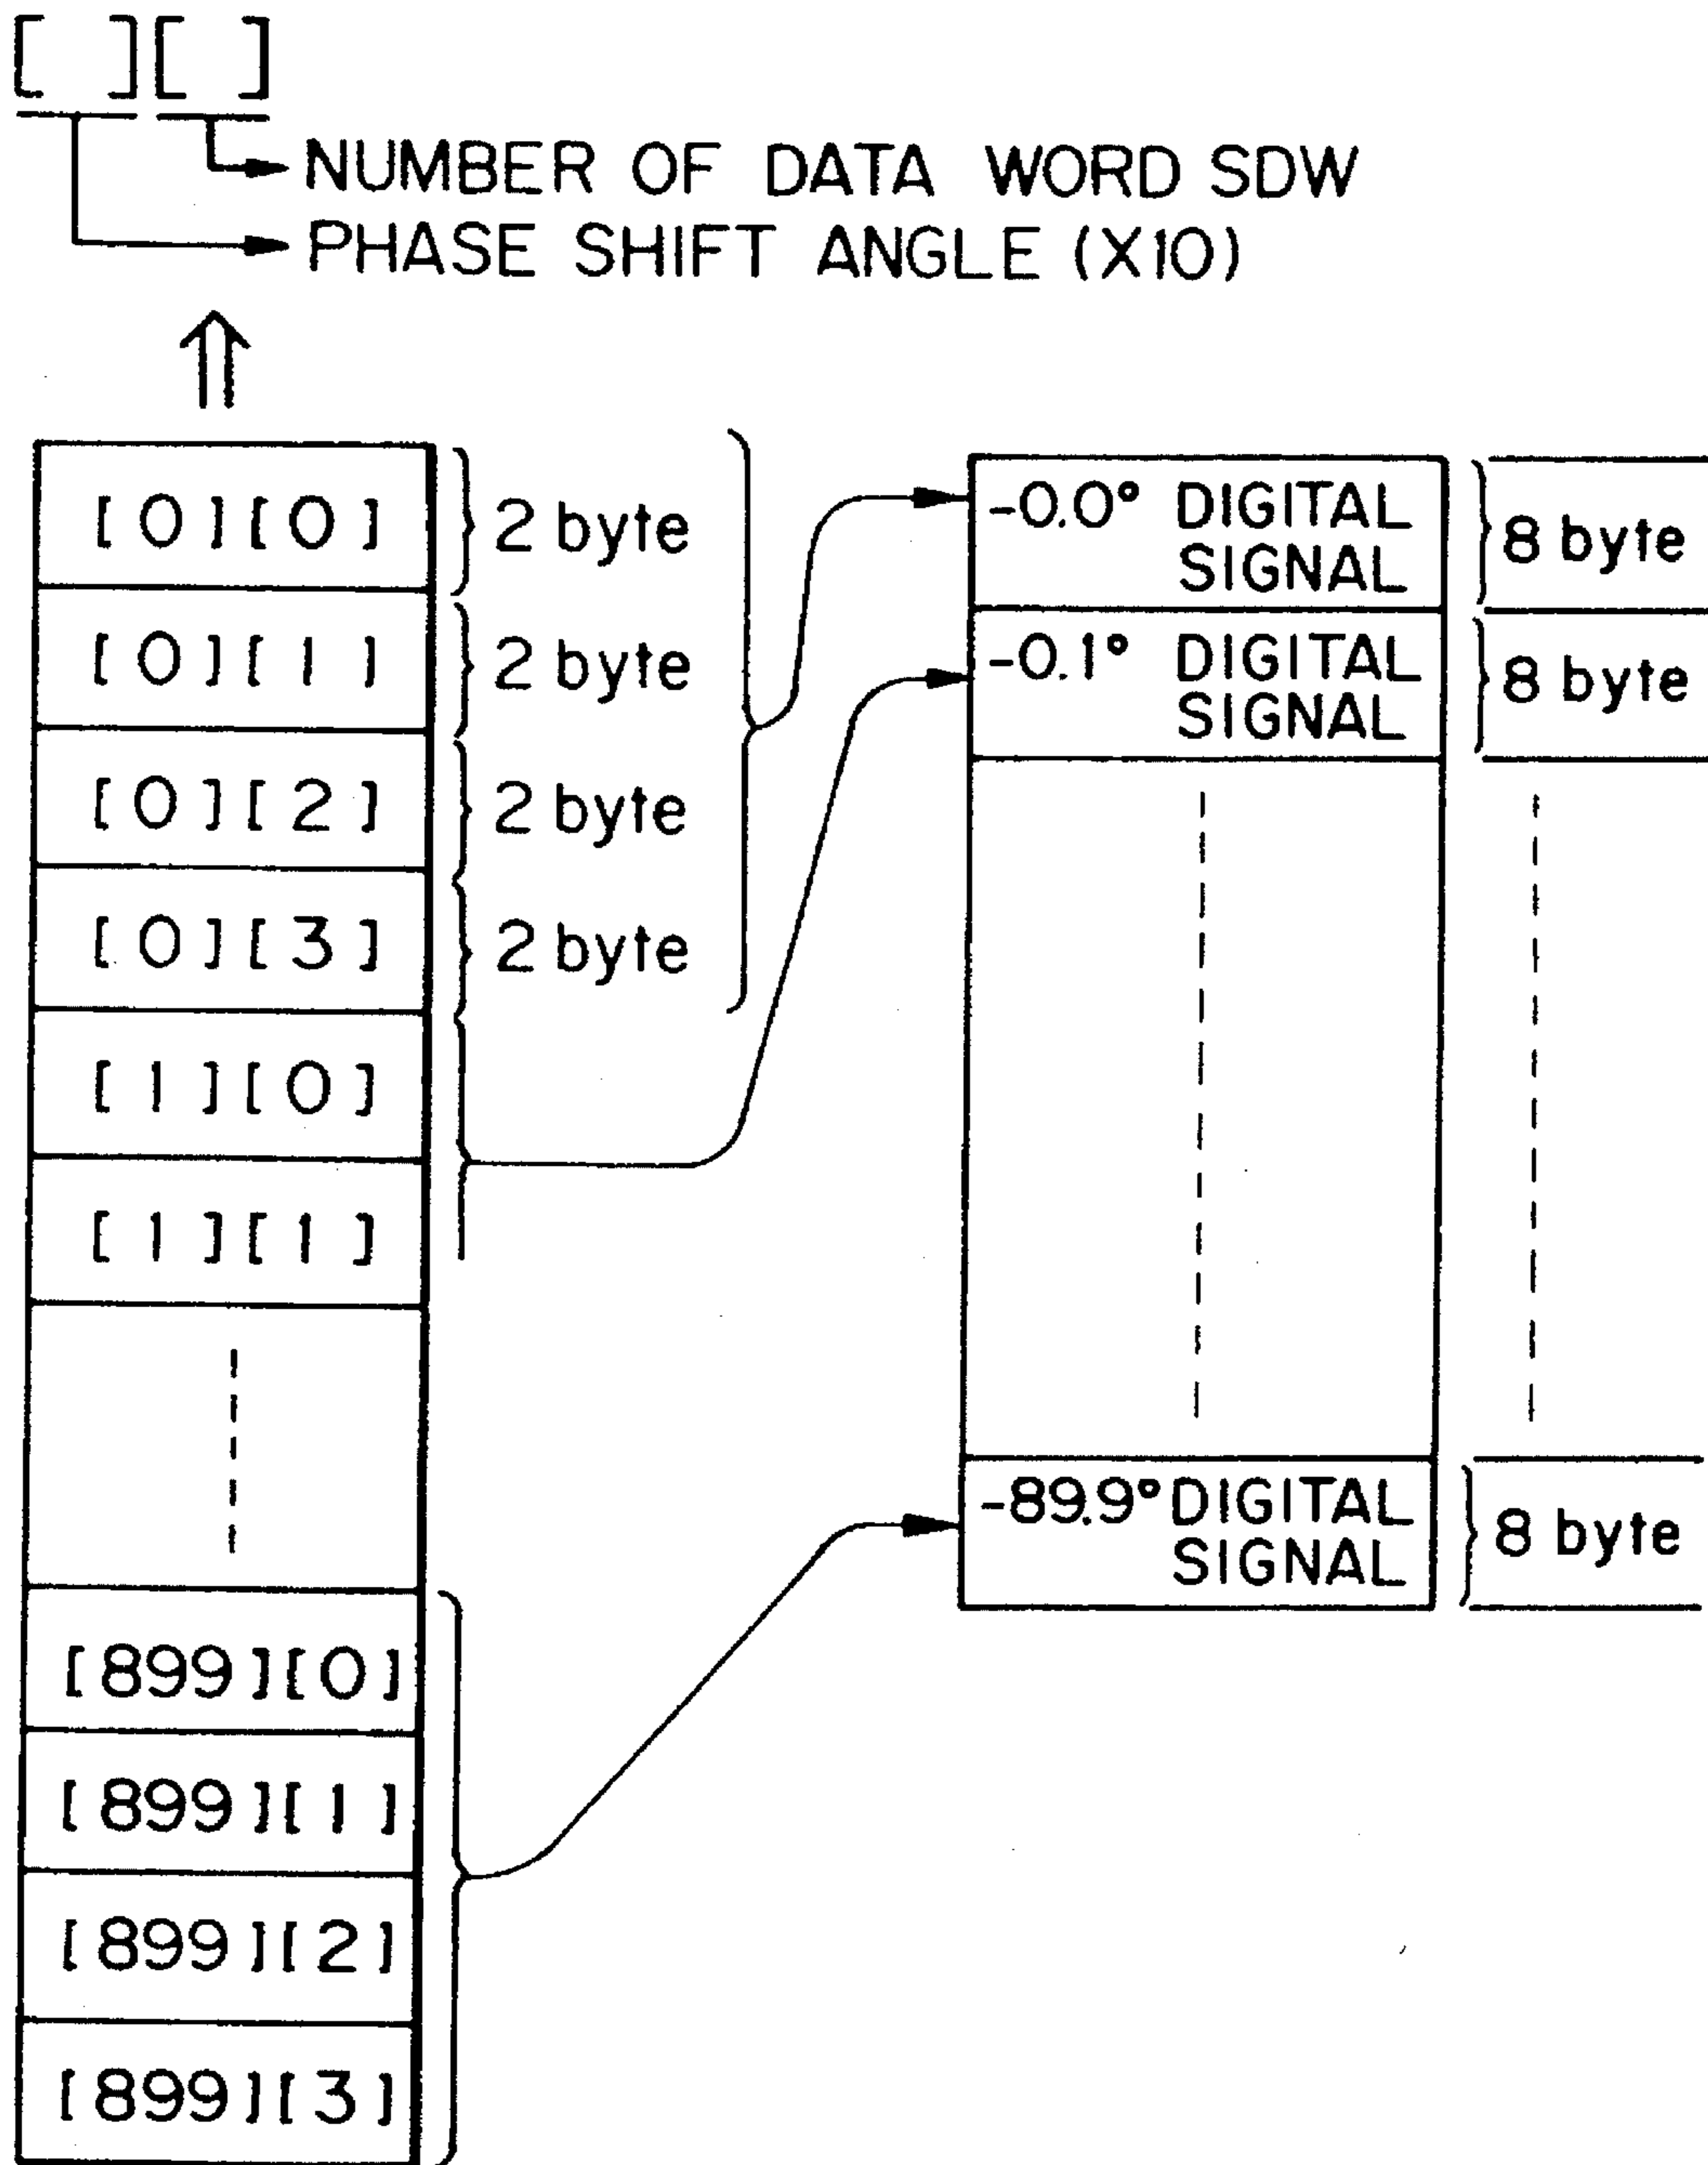 [ ][ ]
NUMBER OF DATA WORD SDW
PHASE SHIFT ANGLE (X10)
[0][0] 2 byte
[0][1] 2 byte
[0][2] 2 byte
[0][3] 2 byte
[1][0]
[1][1]
[899][0]
[899][1]
[899][2]
[899][3]
-0.0° DIGITAL
SIGNAL
8 byte
-0.1° DIGITAL
SIGNAL
8 byte
-89.9° DIGITAL
SIGNAL
8 byte